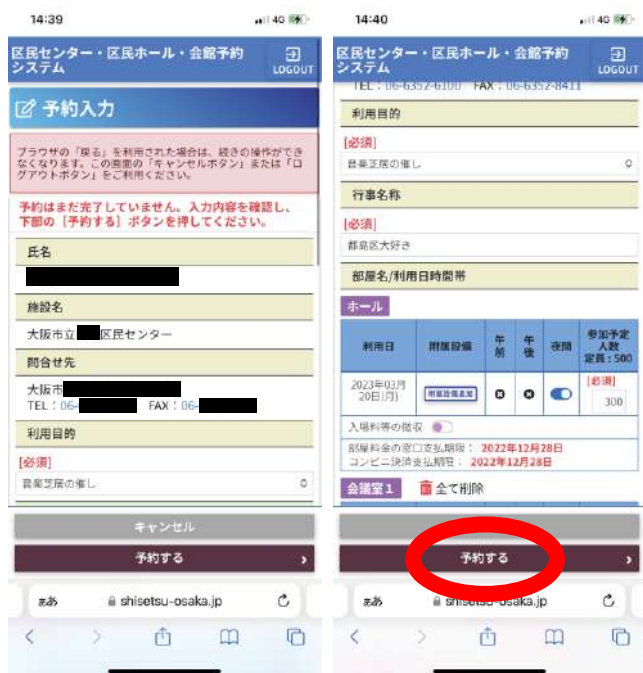 14:39
4G
区民センター・区民ホール・会館予約
システム
LOGOUT
予約入力
ブラウザの「戻る」を利用された場合は、続きの操作ができ
なくなります。この画面の「キャンセルボタン」または「ロ
グアウトボタン」をご利用ください。
予約はまだ完了していません。入力内容を確認し、
下部の［予約する］ボタンを押してください。
氏名
施設名
大阪市立 区民センター
問合せ先
大阪市
TEL：06- FAX：06-
利用目的
[必須]
音楽芝居の催し
キャンセル
予約する
ぁあ
shisetsu-osaka.jp
14:40
4G
区民センター・区民ホール・会館予約
システム
LOGOUT
TEL：06-6352-6100 FAX：06-6352-8411
利用目的
[必須]
音楽芝居の催し
行事名称
[必須]
都島区大好き
部屋名/利用日時間帯
ホール
利用日 附属設備 午前 午後 夜間 参加予定人数 定員：500
2023年03月20日(月) 附属設備追加 [必須] 300
入場料等の徴収
部屋料金の窓口支払期限： 2022年12月28日
コンビニ決済支払期限： 2022年12月28日
会議室1 全て削除
予約する
ぁあ
shisetsu-osaka.jp